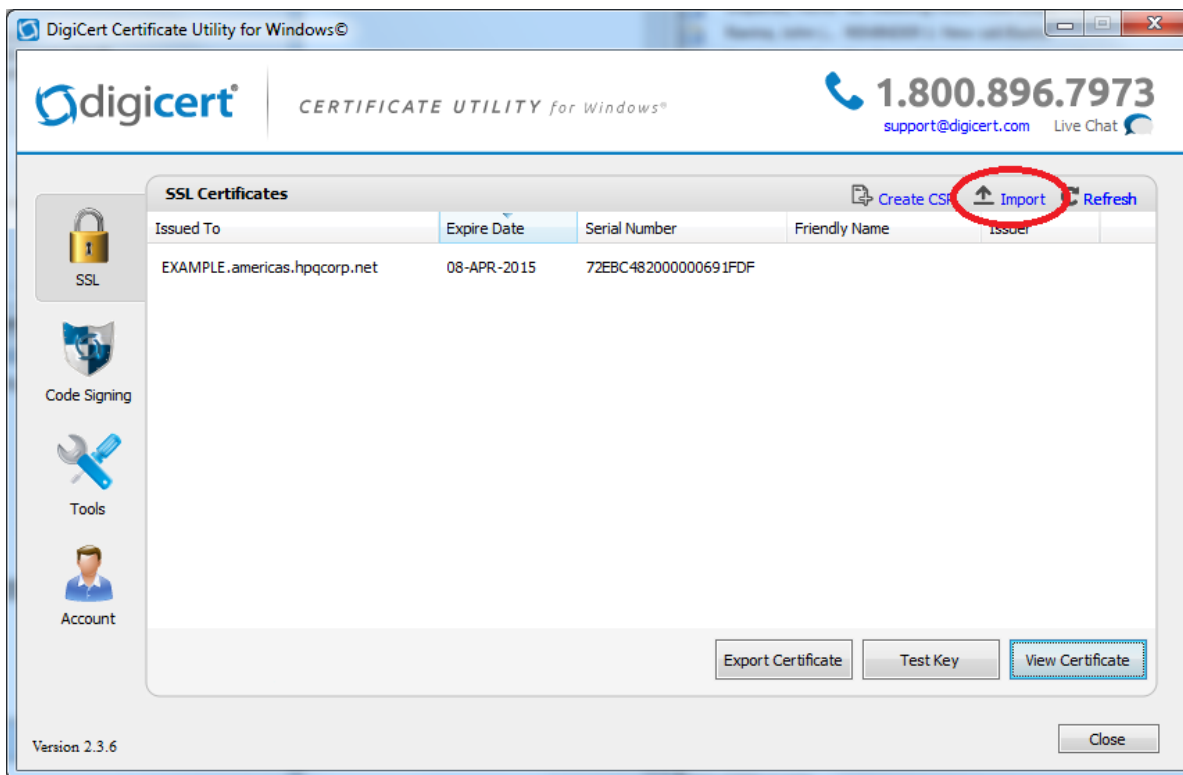 DigiCert Certificate Utility for Windows©
digicert®
CERTIFICATE UTILITY for Windows®
1.800.896.7973
support@digicert.com Live Chat
SSL Certificates
Create CSR Import Refresh
Issued To Expire Date Serial Number Friendly Name Issuer
EXAMPLE.americas.hpqcorp.net 08-APR-2015 72EBC482000000691FDF
SSL
Code Signing
Tools
Account
Export Certificate Test Key View Certificate
Version 2.3.6
Close